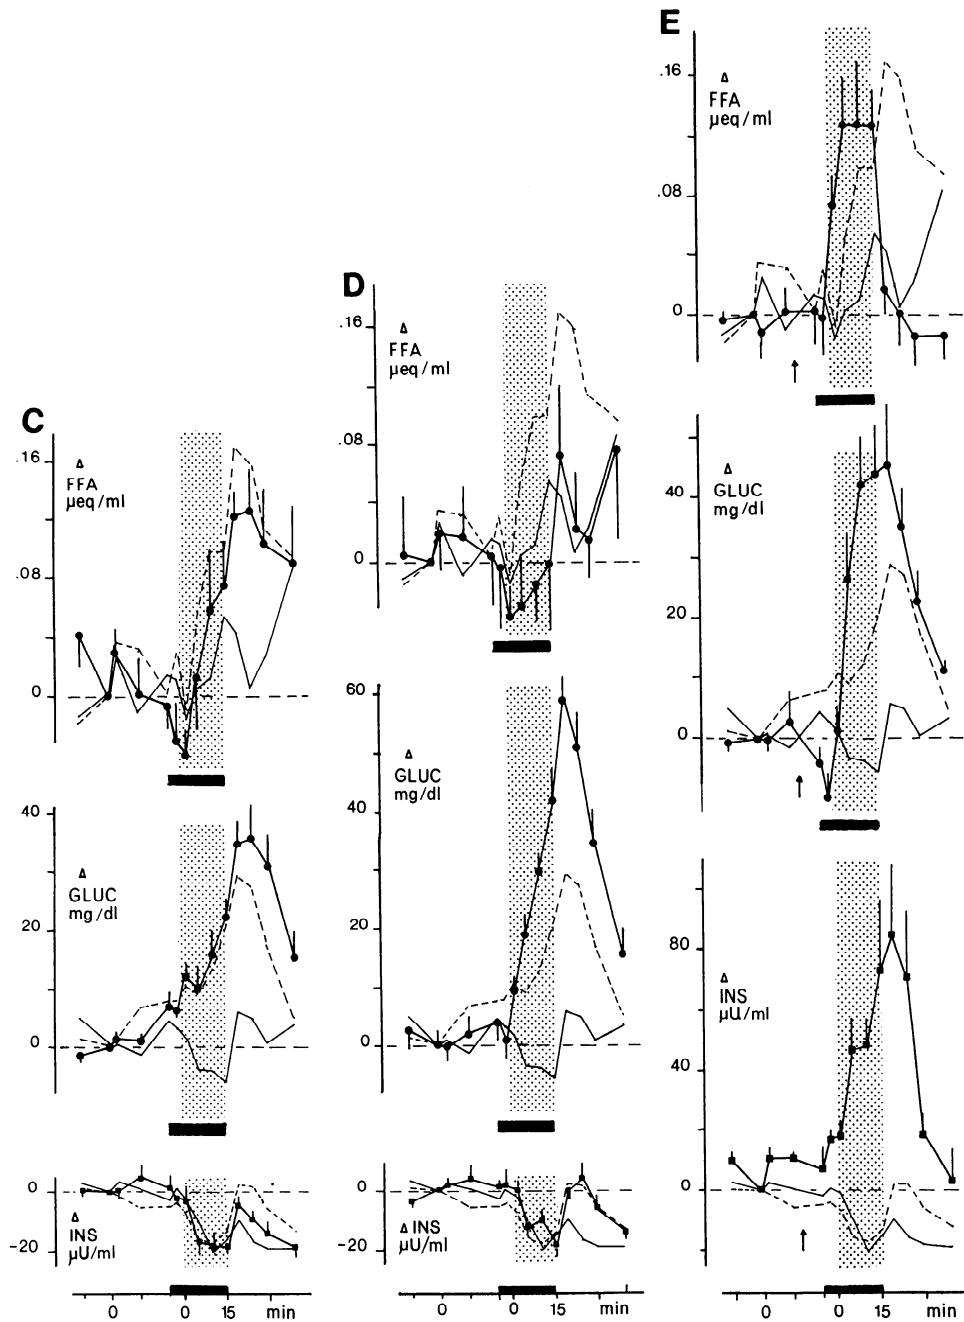 E
.16
Δ
FFA
µeq/ml
.08
0
D
.16
Δ
FFA
µeq/ml
.08
0
C
.16
Δ
FFA
µeq/ml
.08
0
40
Δ
GLUC
mg/dl
20
0
60
Δ
GLUC
mg/dl
40
20
0
40
Δ
GLUC
mg/dl
20
0
80
Δ
INS
µU/ml
40
0
0
Δ
INS
µU/ml
-20
0
Δ INS
µU/ml
-20
0 0 15 min
0 0 15 min
0 0 15 min